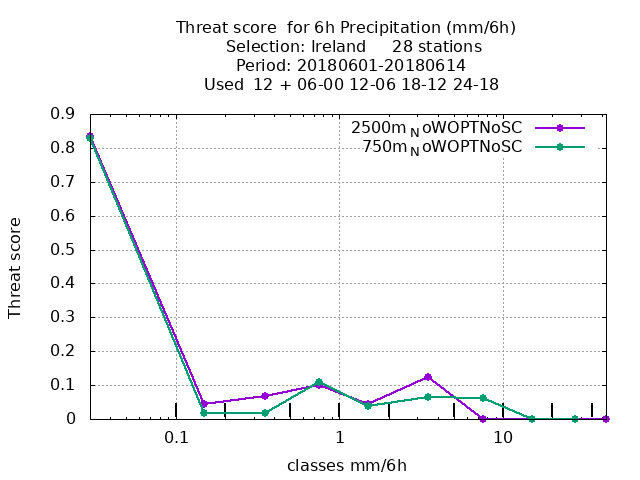 Threat score  for 6h Precipitation (mm/6h)
Selection: Ireland     28 stations
Period: 20180601-20180614
Used  12 + 06-00 12-06 18-12 24-18
2500m_NoWOPTNoSC
750m_NoWOPTNoSC
Threat score
0.9
0.8
0.7
0.6
0.5
0.4
0.3
0.2
0.1
0
0.1 1 10
classes mm/6h